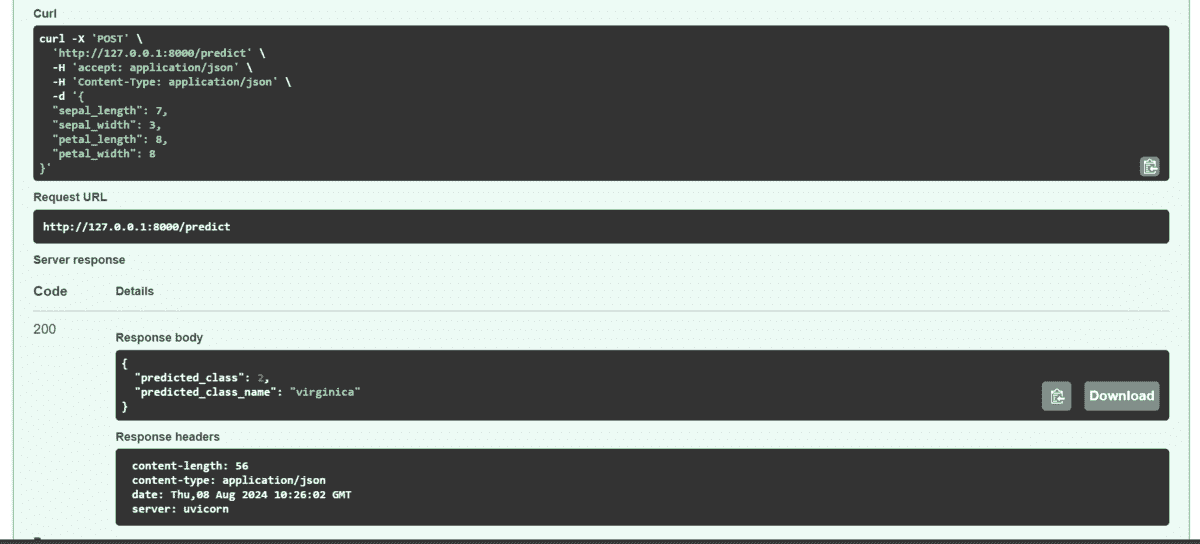 Curl
curl -X 'POST' \
'http://127.0.0.1:8000/predict' \
-H 'accept: application/json' \
-H 'Content-Type: application/json' \
-d '{
"sepal_length": 7,
"sepal_width": 3,
"petal_length": 8,
"petal_width": 8
}'
Request URL
http://127.0.0.1:8000/predict
Server response
Code Details
200
Response body
{
"predicted_class": 2,
"predicted_class_name": "virginica"
}
Download
Response headers
content-length: 56
content-type: application/json
date: Thu,08 Aug 2024 10:26:02 GMT
server: uvicorn